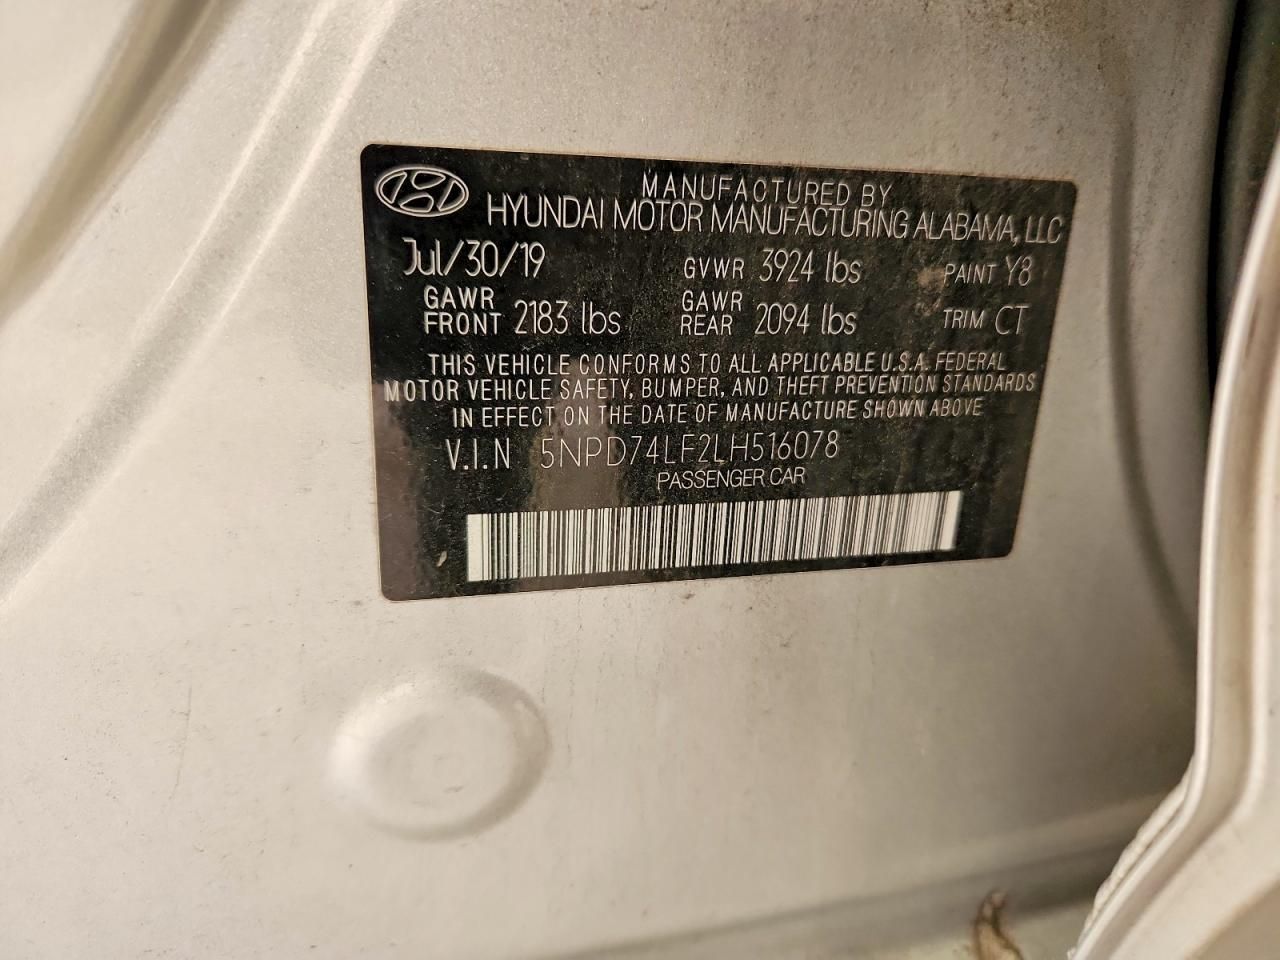 MANUFACTURED BY
HYUNDAI MOTOR MANUFACTURING ALABAMA, LLC
Jul/30/19 GVWR 3924 lbs PAINT Y8
GAWR FRONT 2183 lbs GAWR REAR 2094 lbs TRIM CT
THIS VEHICLE CONFORMS TO ALL APPLICABLE U.S.A. FEDERAL
MOTOR VEHICLE SAFETY, BUMPER, AND THEFT PREVENTION STANDARDS
IN EFFECT ON THE DATE OF MANUFACTURE SHOWN ABOVE
V.I.N 5NPD74LF2LH516078
PASSENGER CAR